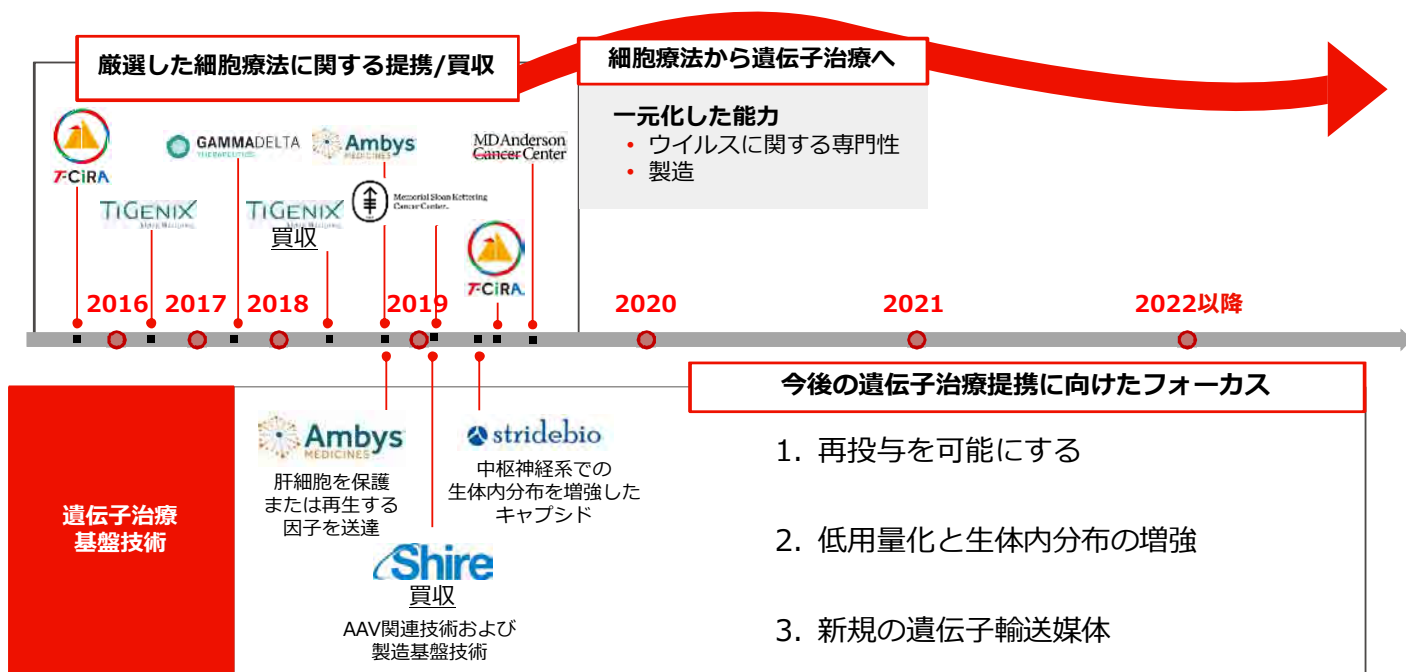 厳選した細胞療法に関する提携/買収
細胞療法から遺伝子治療へ
一元化した能力
• ウイルスに関する専門性
• 製造
T-CiRA
GAMMADELTA
THERAPEUTICS
Ambys
MEDICINES
MDAnderson
Cancer Center
TIGENIX
TIGENIX
買収
Memorial Sloan Kettering
Cancer Center
T-CiRA
2016
2017
2018
2019
2020
2021
2022以降
遺伝子治療
基盤技術
Ambys
MEDICINES
肝細胞を保護
または再生する
因子を送達
stridebio
中枢神経系での
生体内分布を増強した
キャプシド
Shire
買収
AAV関連技術および
製造基盤技術
今後の遺伝子治療提携に向けたフォーカス
1. 再投与を可能にする
2. 低用量化と生体内分布の増強
3. 新規の遺伝子輸送媒体